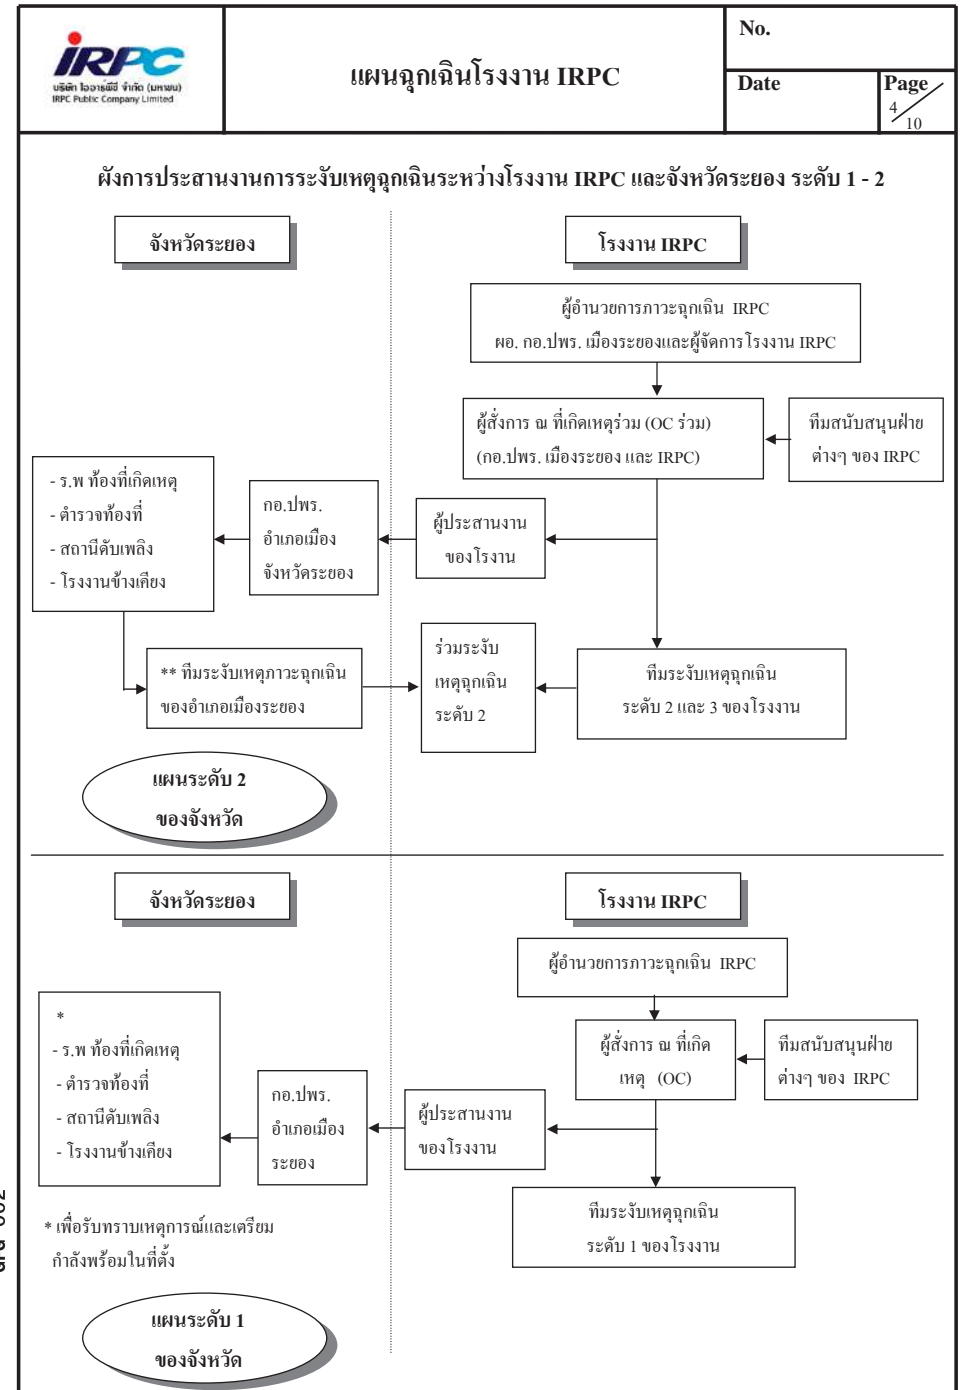 IRPC
บริษัท ไออาร์พีซี จำกัด (มหาชน)
IRPC Public Company Limited
แผนฉุกเฉินโรงงาน IRPC
No.
Date
Page
4
10
ผังการประสานงานการระงับเหตุฉุกเฉินระหว่างโรงงาน IRPC และจังหวัดระยอง ระดับ 1 - 2
จังหวัดระยอง
โรงงาน IRPC
ผู้อำนวยการภาวะฉุกเฉิน IRPC
ผอ. กอ.ปพร. เมืองระยองและผู้จัดการโรงงาน IRPC
ผู้สั่งการ ณ ที่เกิดเหตุร่วม (OC ร่วม)
(กอ.ปพร. เมืองระยอง และ IRPC)
ทีมสนับสนุนฝ่าย
ต่างๆ ของ IRPC
- ร.พ ท้องที่เกิดเหตุ
- ตำรวจท้องที่
- สถานีดับเพลิง
- โรงงานข้างเคียง
กอ.ปพร.
อำเภอเมือง
จังหวัดระยอง
ผู้ประสานงาน
ของโรงาน
** ทีมระงับเหตุภาวะฉุกเฉิน
ของอำเภอเมืองระยอง
ร่วมระงับ
เหตุฉุกเฉิน
ระดับ 2
ทีมระงับเหตุฉุกเฉิน
ระดับ 2 และ 3 ของโรงงาน
แผนระดับ 2
ของจังหวัด
จังหวัดระยอง
โรงงาน IRPC
ผู้อำนวยการภาวะฉุกเฉิน IRPC
ผู้สั่งการ ณ ที่เกิด
เหตุ (OC)
ทีมสนับสนุนฝ่าย
ต่างๆ ของ IRPC
*
- ร.พ ท้องที่เกิดเหตุ
- ตำรวจท้องที่
- สถานีดับเพลิง
- โรงงานข้างเคียง
กอ.ปพร.
อำเภอเมือง
ระยอง
ผู้ประสานงาน
ของโรงงาน
ทีมระงับเหตุฉุกเฉิน
ระดับ 1 ของโรงงาน
* เพื่อรับทราบเหตุการณ์และเตรียม
กำลังพร้อมในที่ตั้ง
แผนระดับ 1
ของจังหวัด